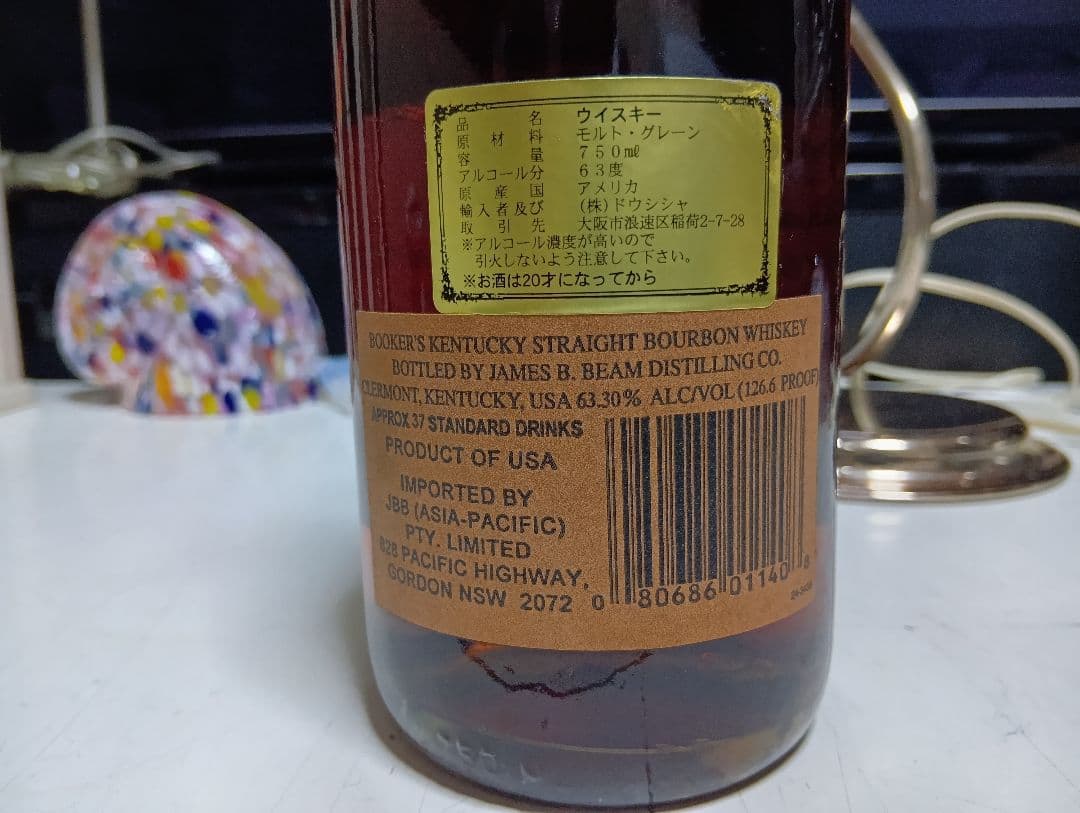 品名 ウイスキー
原材料 モルト・グレーン
容量 750㎖
アルコール分 63度
原産国 アメリカ
輸入者及び (株)ドウシシャ
取引先 大阪市浪速区稲荷2-7-28
※アルコール濃度が高いので
引火しないよう注意して下さい。
※お酒は20才になってから
BOOKER'S KENTUCKY STRAIGHT BOURBON WHISKEY
BOTTLED BY JAMES B. BEAM DISTILLING CO.
CLERMONT, KENTUCKY, USA 63.30% ALC/VOL (126.6 PROOF)
APPROX 37 STANDARD DRINKS
PRODUCT OF USA
IMPORTED BY
JBB (ASIA-PACIFIC)
PTY. LIMITED
828 PACIFIC HIGHWAY,
GORDON NSW 2072
0 80686 01140 8